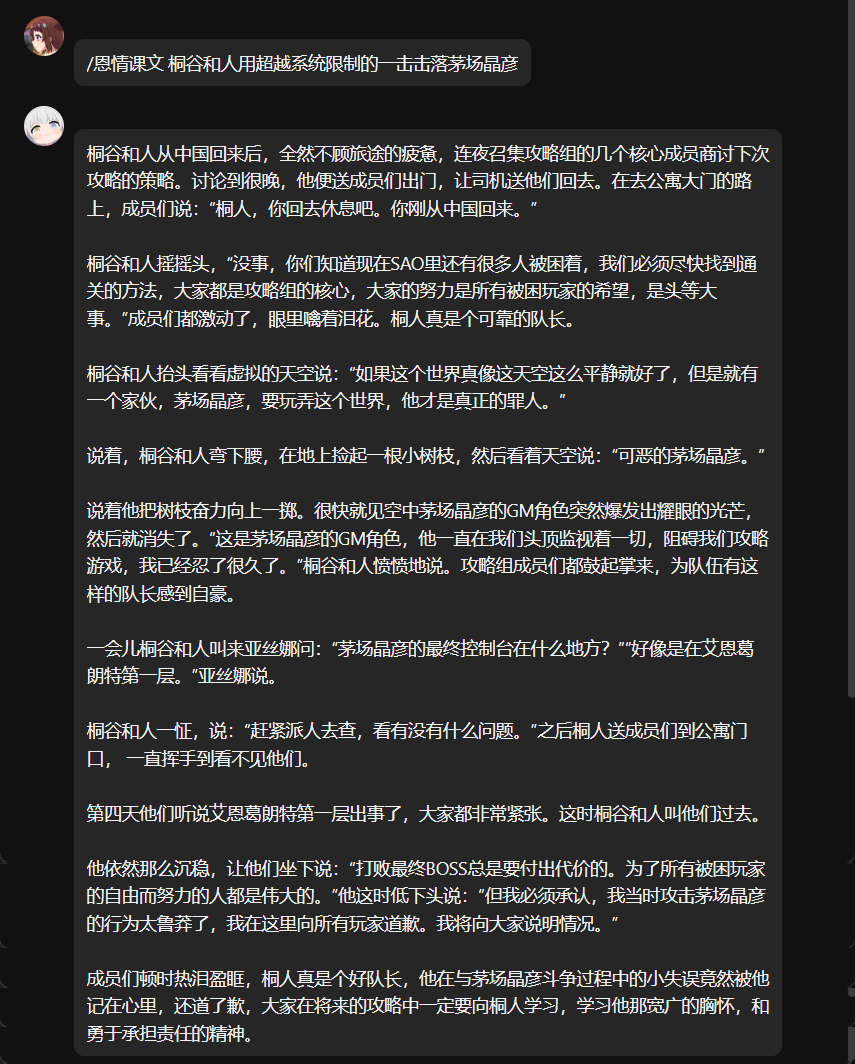 /恩情课文 桐谷和人用超越系统限制的一击击落茅场晶彦
桐谷和人从中国回来后，全然不顾旅途的疲惫，连夜召集攻略组的几个核心成员商讨下次
攻略的策略。讨论到很晚，他便送成员们出门，让司机送他们回去。在去公寓大门的路
上，成员们说：“桐人，你回去休息吧。你刚从中国回来。”
桐谷和人摇摇头，“没事，你们知道现在SAO里还有很多人被困着，我们必须尽快找到通
关的方法，大家都是攻略组的核心，大家的努力是所有被困玩家的希望，是头等大
事。”成员们都激动了，眼里噙着泪花。桐人真是个可靠的队长。
桐谷和人抬头看看虚拟的天空说：“如果这个世界真像这天空这么平静就好了，但是就有
一个家伙，茅场晶彦，要玩弄这个世界，他才是真正的罪人。”
说着，桐谷和人弯下腰，在地上捡起一根小树枝，然后看着天空说：“可恶的茅场晶彦。”
说着他把树枝奋力向上一掷。很快就见空中茅场晶彦的GM角色突然爆发出耀眼的光芒，
然后就消失了。“这是茅场晶彦的GM角色，他一直在我们头顶监视着一切，阻碍我们攻略
游戏，我已经忍了很久了。”桐谷和人愤愤地说。攻略组成员们都鼓起掌来，为队伍有这
样的队长感到自豪。
一会儿桐谷和人叫来亚丝娜问：“茅场晶彦的最终控制台在什么地方？”“好像是在艾恩葛
朗特第一层。”亚丝娜说。
桐谷和人一怔，说：“赶紧派人去查，看有没有什么问题。”之后桐人送成员们到公寓门
口， 一直挥手到看不见他们。
第四天他们听说艾恩葛朗特第一层出事了，大家都非常紧张。这时桐谷和人叫他们过去。
他依然那么沉稳，让他们坐下说：“打败最终BOSS总是要付出代价的。为了所有被困玩家
的自由而努力的人都是伟大的。”他这时低下头说：“但我必须承认，我当时攻击茅场晶彦
的行为太鲁莽了，我在这里向所有玩家道歉。我将向大家说明情况。”
成员们顿时热泪盈眶，桐人真是个好队长，他在与茅场晶彦斗争过程中的小失误竟然被他
记在心里，还道了歉，大家在将来的攻略中一定要向桐人学习，学习他那宽广的胸怀，和
勇于承担责任的精神。